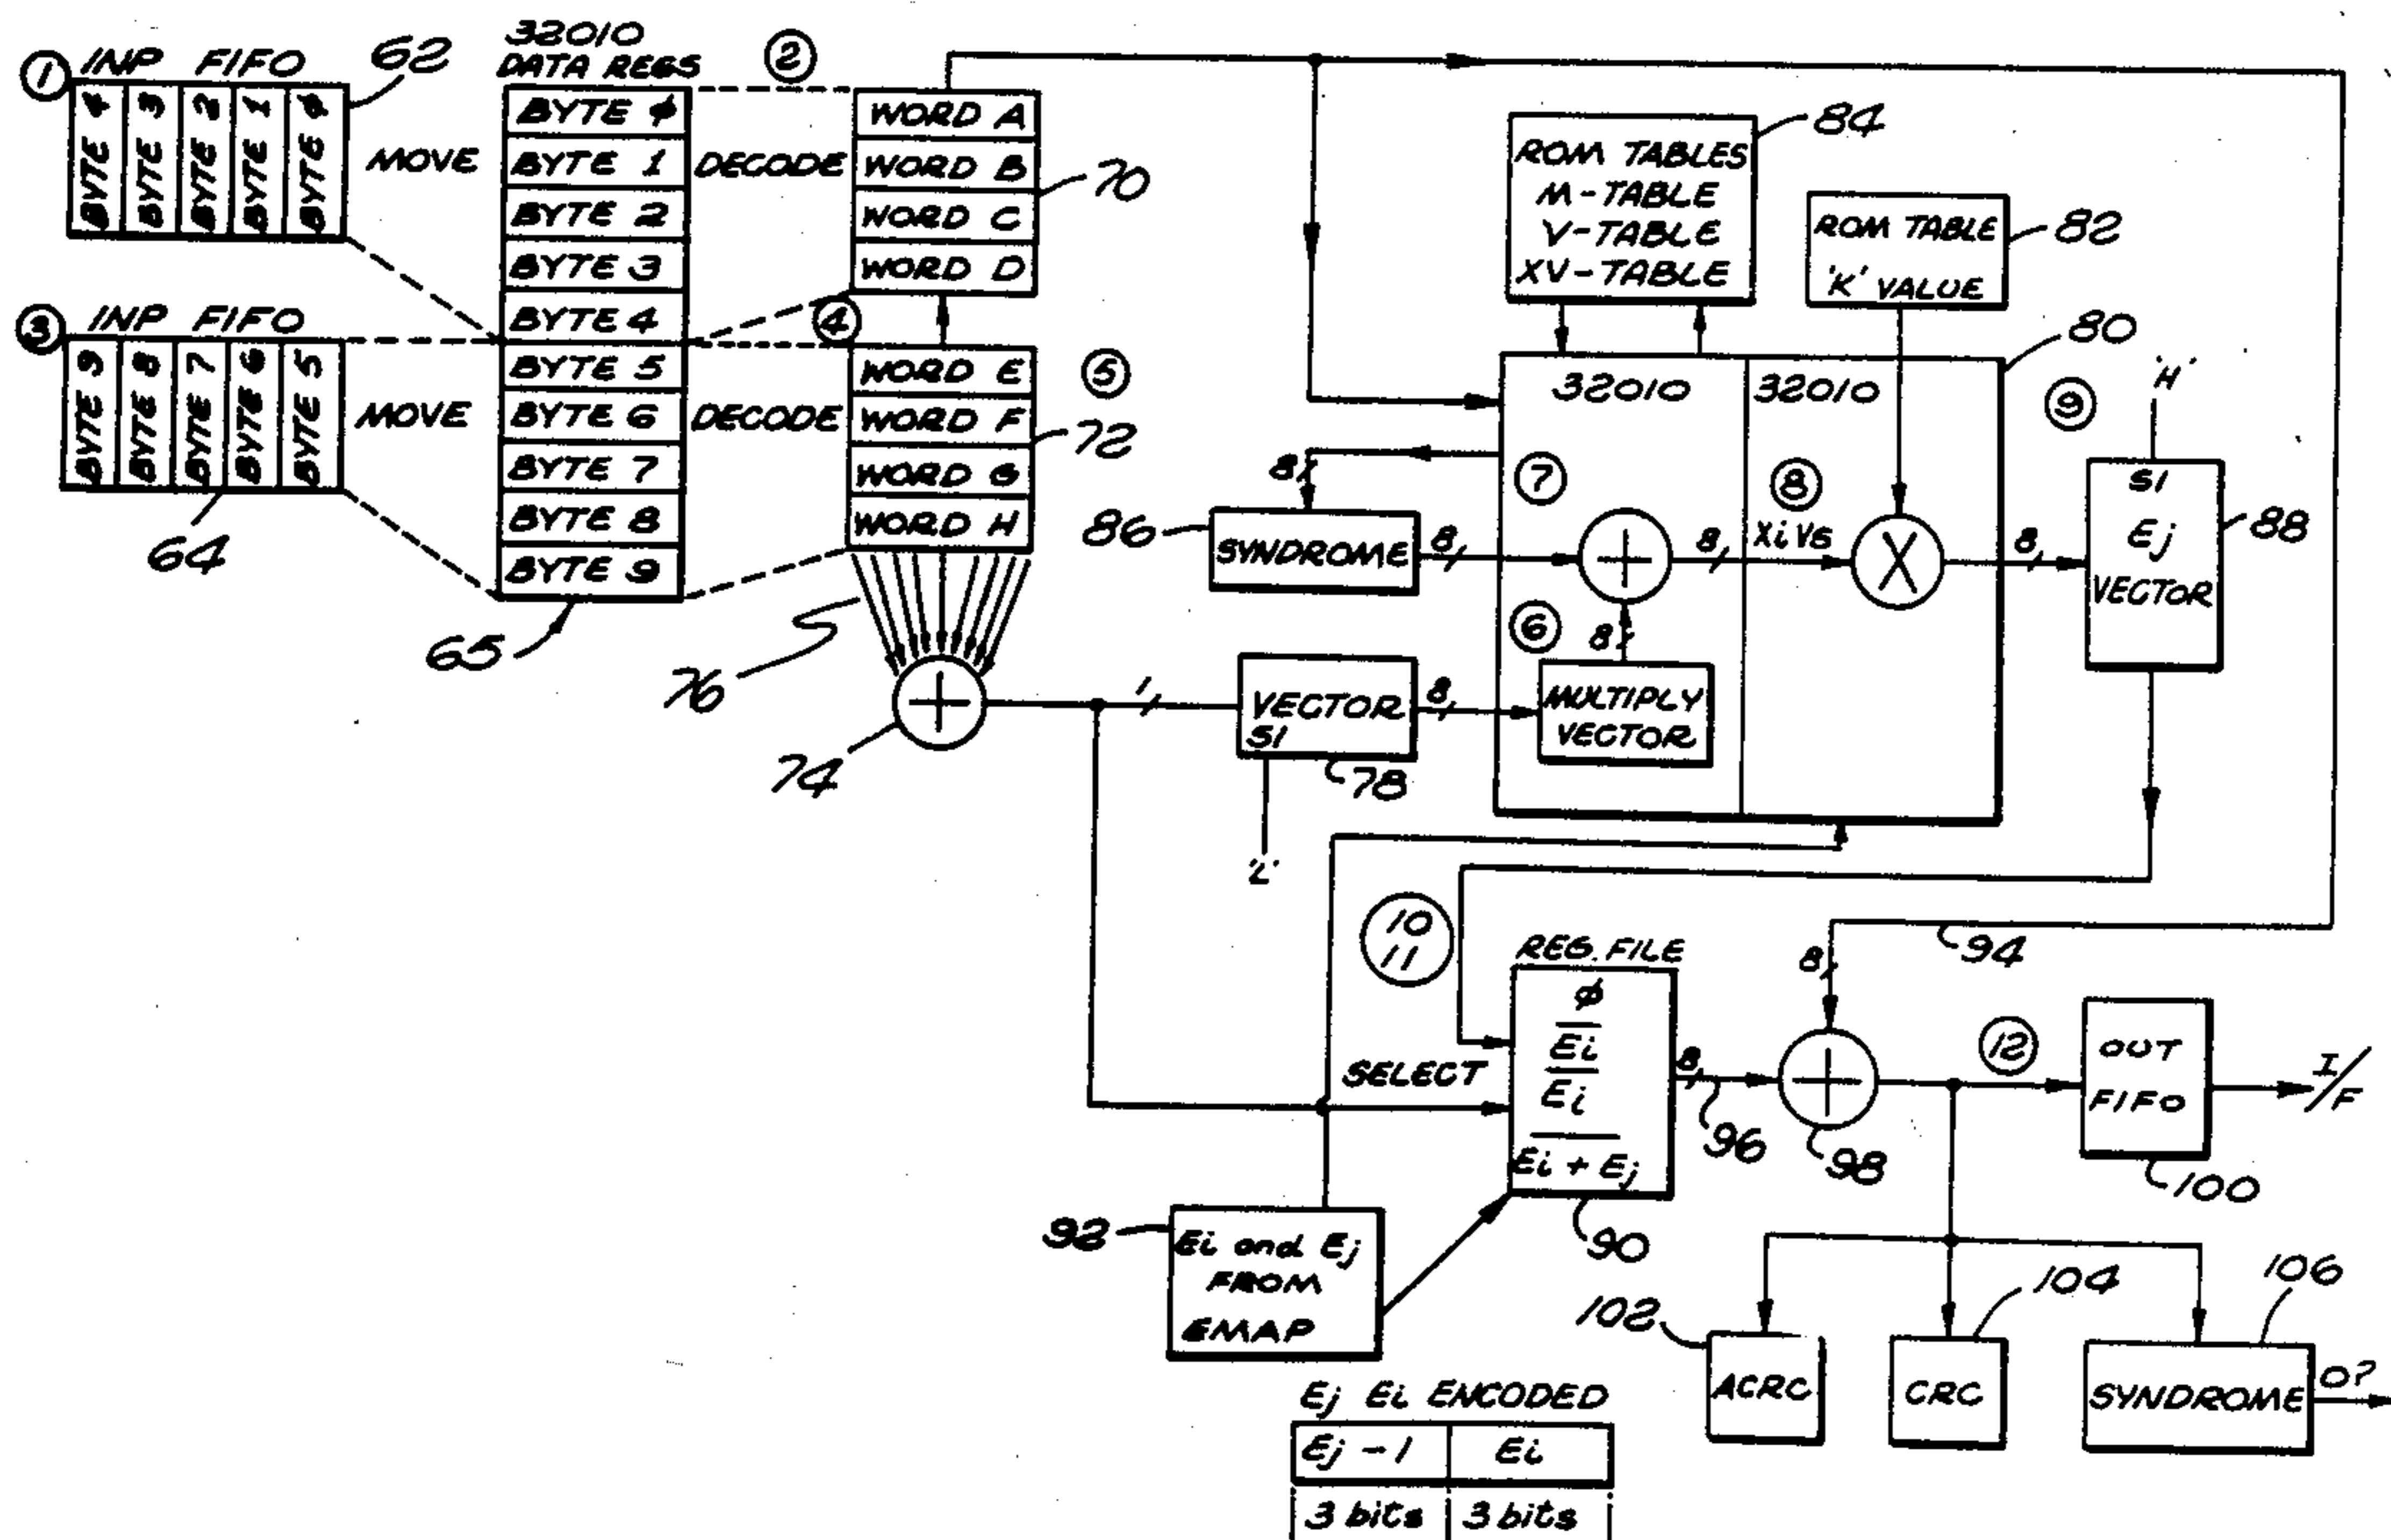 ① INP FIFO
62
BYTE 4
BYTE 3
BYTE 2
BYTE 1
BYTE φ
MOVE
32010
DATA REGS
BYTE φ
BYTE 1
BYTE 2
BYTE 3
BYTE 4
BYTE 5
BYTE 6
BYTE 7
BYTE 8
BYTE 9
65
②
DECODE
WORD A
WORD B
WORD C
WORD D
70
③ INP FIFO
BYTE 9
BYTE 8
BYTE 7
BYTE 6
BYTE 5
64
MOVE
④
DECODE
WORD E
WORD F
WORD G
WORD H
⑤
72
76
74
1
ROM TABLES
M-TABLE
V-TABLE
XV-TABLE
84
ROM TABLE
'K' VALUE
82
80
32010
32010
⑦
⑧
XiVs
8
8
86
SYNDROME
8
⑥
8
MULTIPLY
VECTOR
VECTOR
SI
78
8
'L'
8
⑨
'H'
SI
Ej
VECTOR
88
10
11
REG. FILE
φ
Ei
Ei
Ei + Ej
90
SELECT
92
Ei and Ej
FROM
EMAP
8
96
8
94
98
⑫
OUT
FIFO
100
I/F
102
ACRC
104
CRC
106
SYNDROME
0?
Ej Ei ENCODED
Ej - 1 Ei
3 bits 3 bits